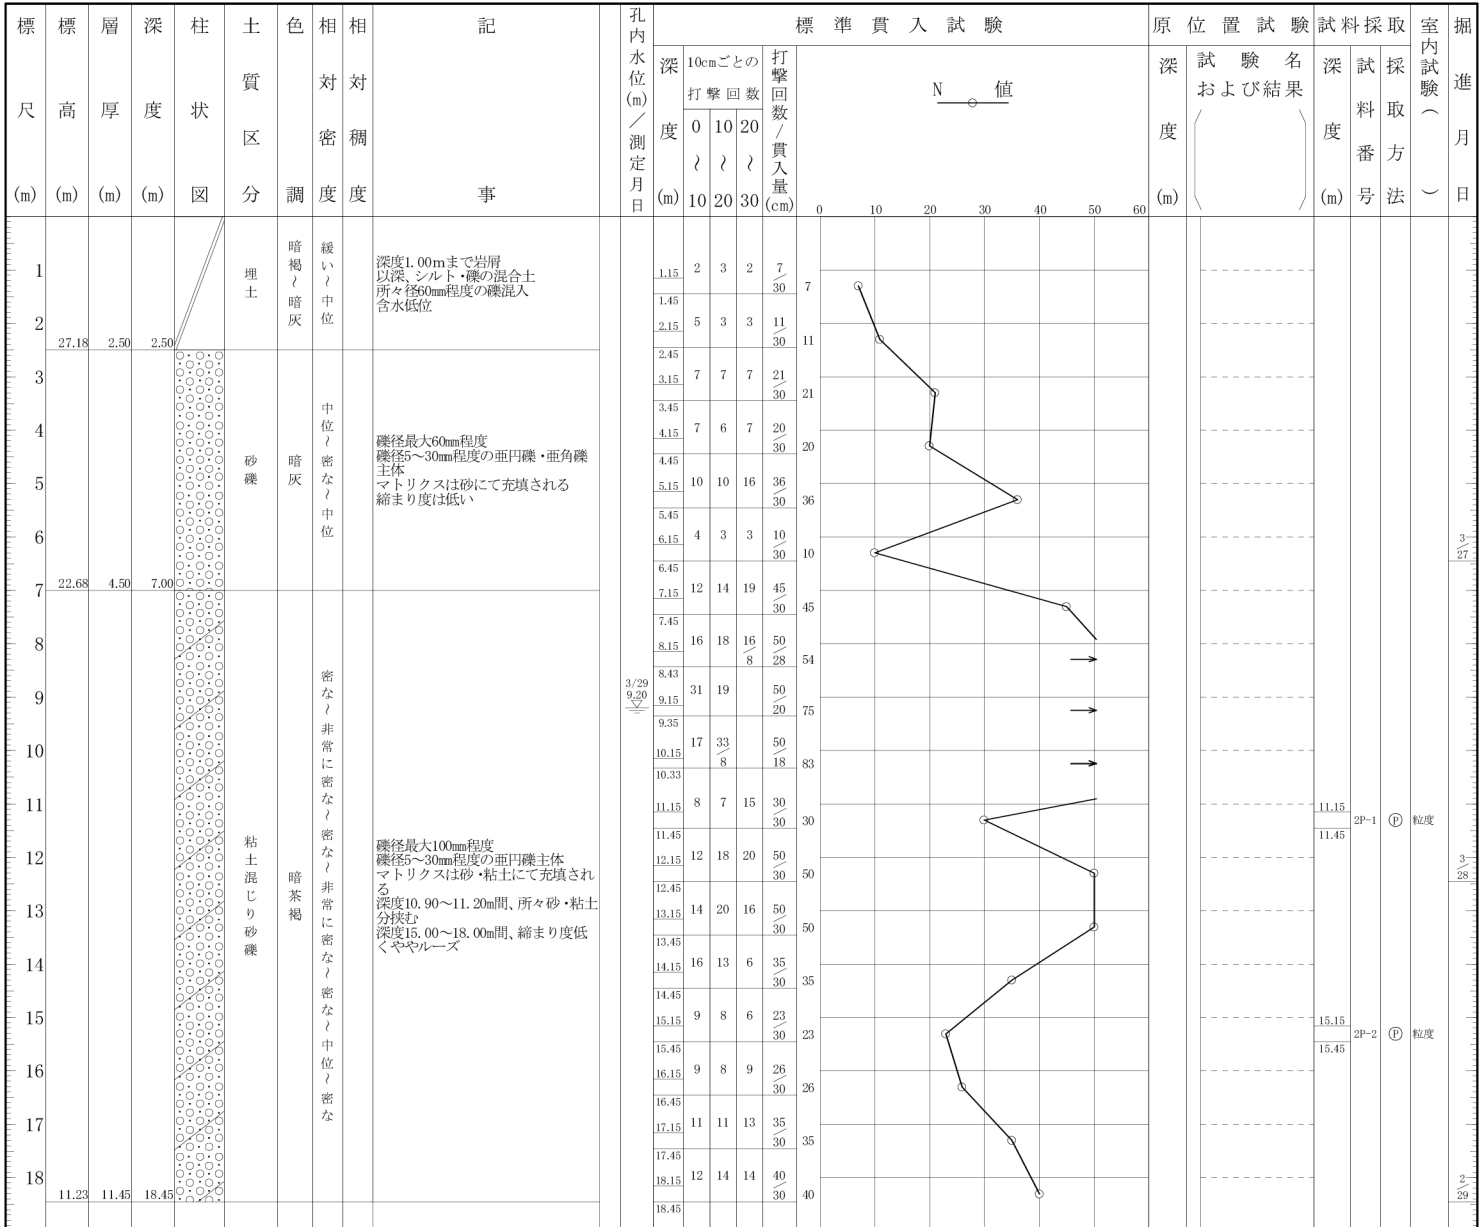 標尺(m)
標高(m)
層厚(m)
深度(m)
柱状図
土質区分
色調
相対密度
相対稠度
記事
孔内水位(m)／測定月日
標準貫入試験
深度(m)
10cmごとの
打撃回数
0 10 20
～ ～ ～
10 20 30
打撃回数／貫入量(cm)
N 値
0 10 20 30 40 50 60
原位置試験
深度(m)
試験名
および結果
試料採取
深度(m)
試料番号
採取方法
室内試験（ ）
掘進月日
1
2
3
4
5
6
7
8
9
10
11
12
13
14
15
16
17
18
27.18 2.50 2.50
埋土
暗褐～暗灰
緩い～中位
深度1.00mまで岩屑
以深、シルト・礫の混合土
所々径60mm程度の礫混入
含水低位
22.68 4.50 7.00
砂礫
暗灰
中位～密な～中位
礫径最大60mm程度
礫径5～30mm程度の亜円礫・亜角礫
主体
マトリクスは砂にて充填される
締まり度は低い
11.23 11.45 18.45
粘土混じり砂礫
暗茶褐
密な～非常に密な～密な～非常に密な～密な～中位～密な
礫径最大100mm程度
礫径5～30mm程度の亜円礫主体
マトリクスは砂・粘土にて充填され
る
深度10.90～11.20m間、所々砂・粘土
分挟む
深度15.00～18.00m間、締まり度低
くややルーズ
3/29
9.20
1.15 2 3 2 7/30 7
1.45
2.15 5 3 3 11/30 11
2.45
3.15 7 7 7 21/30 21
3.45
4.15 7 6 7 20/30 20
4.45
5.15 10 10 16 36/30 36
5.45
6.15 4 3 3 10/30 10
6.45
7.15 12 14 19 45/30 45
7.45
8.15 16 18 16/8 50/28 54
8.43
9.15 31 19 50/20 75
9.35
10.15 17 33/8 50/18 83
10.33
11.15 8 7 15 30/30 30
11.45
12.15 12 18 20 50/30 50
12.45
13.15 14 20 16 50/30 50
13.45
14.15 16 13 6 35/30 35
14.45
15.15 9 8 6 23/30 23
15.45
16.15 9 8 9 26/30 26
16.45
17.15 11 11 13 35/30 35
17.45
18.15 12 14 14 40/30 40
18.45
11.15
11.45
2P-1 Ⓟ 粒度
15.15
15.45
2P-2 Ⓟ 粒度
3/27
3/28
2/29